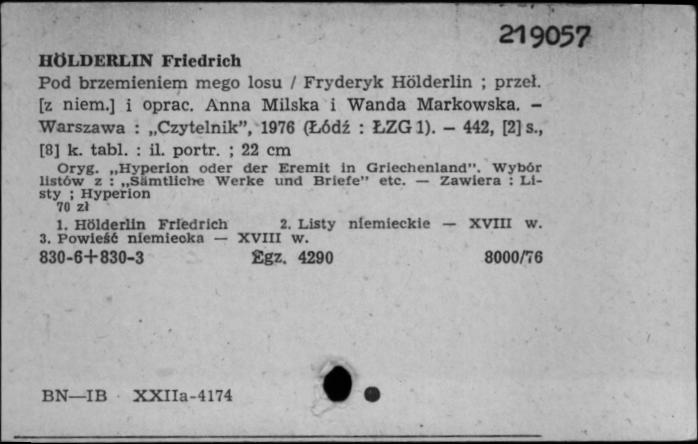 219057
HÖLDERLIN Friedrich
Pod brzemieniem mego losu / Fryderyk Hölderlin ; przeł.
[z niem.] i oprac. Anna Milska i Wanda Markowska. –
Warszawa : „Czytelnik”, 1976 (Łódź : ŁZG 1). – 442, [2] s.,
[8] k. tabl. : il. portr. ; 22 cm
Oryg. „Hyperion oder der Eremit in Griechenland”. Wybór
listów z : „Sämtliche Werke und Briefe” etc. — Zawiera : Li-
sty ; Hyperion
70 zł
1. Hölderlin Friedrich 2. Listy niemieckie — XVIII w.
3. Powieść niemiecka — XVIII w.
830-6+830-3 Egz. 4290 8000/76
BN—IB XXIIa-4174